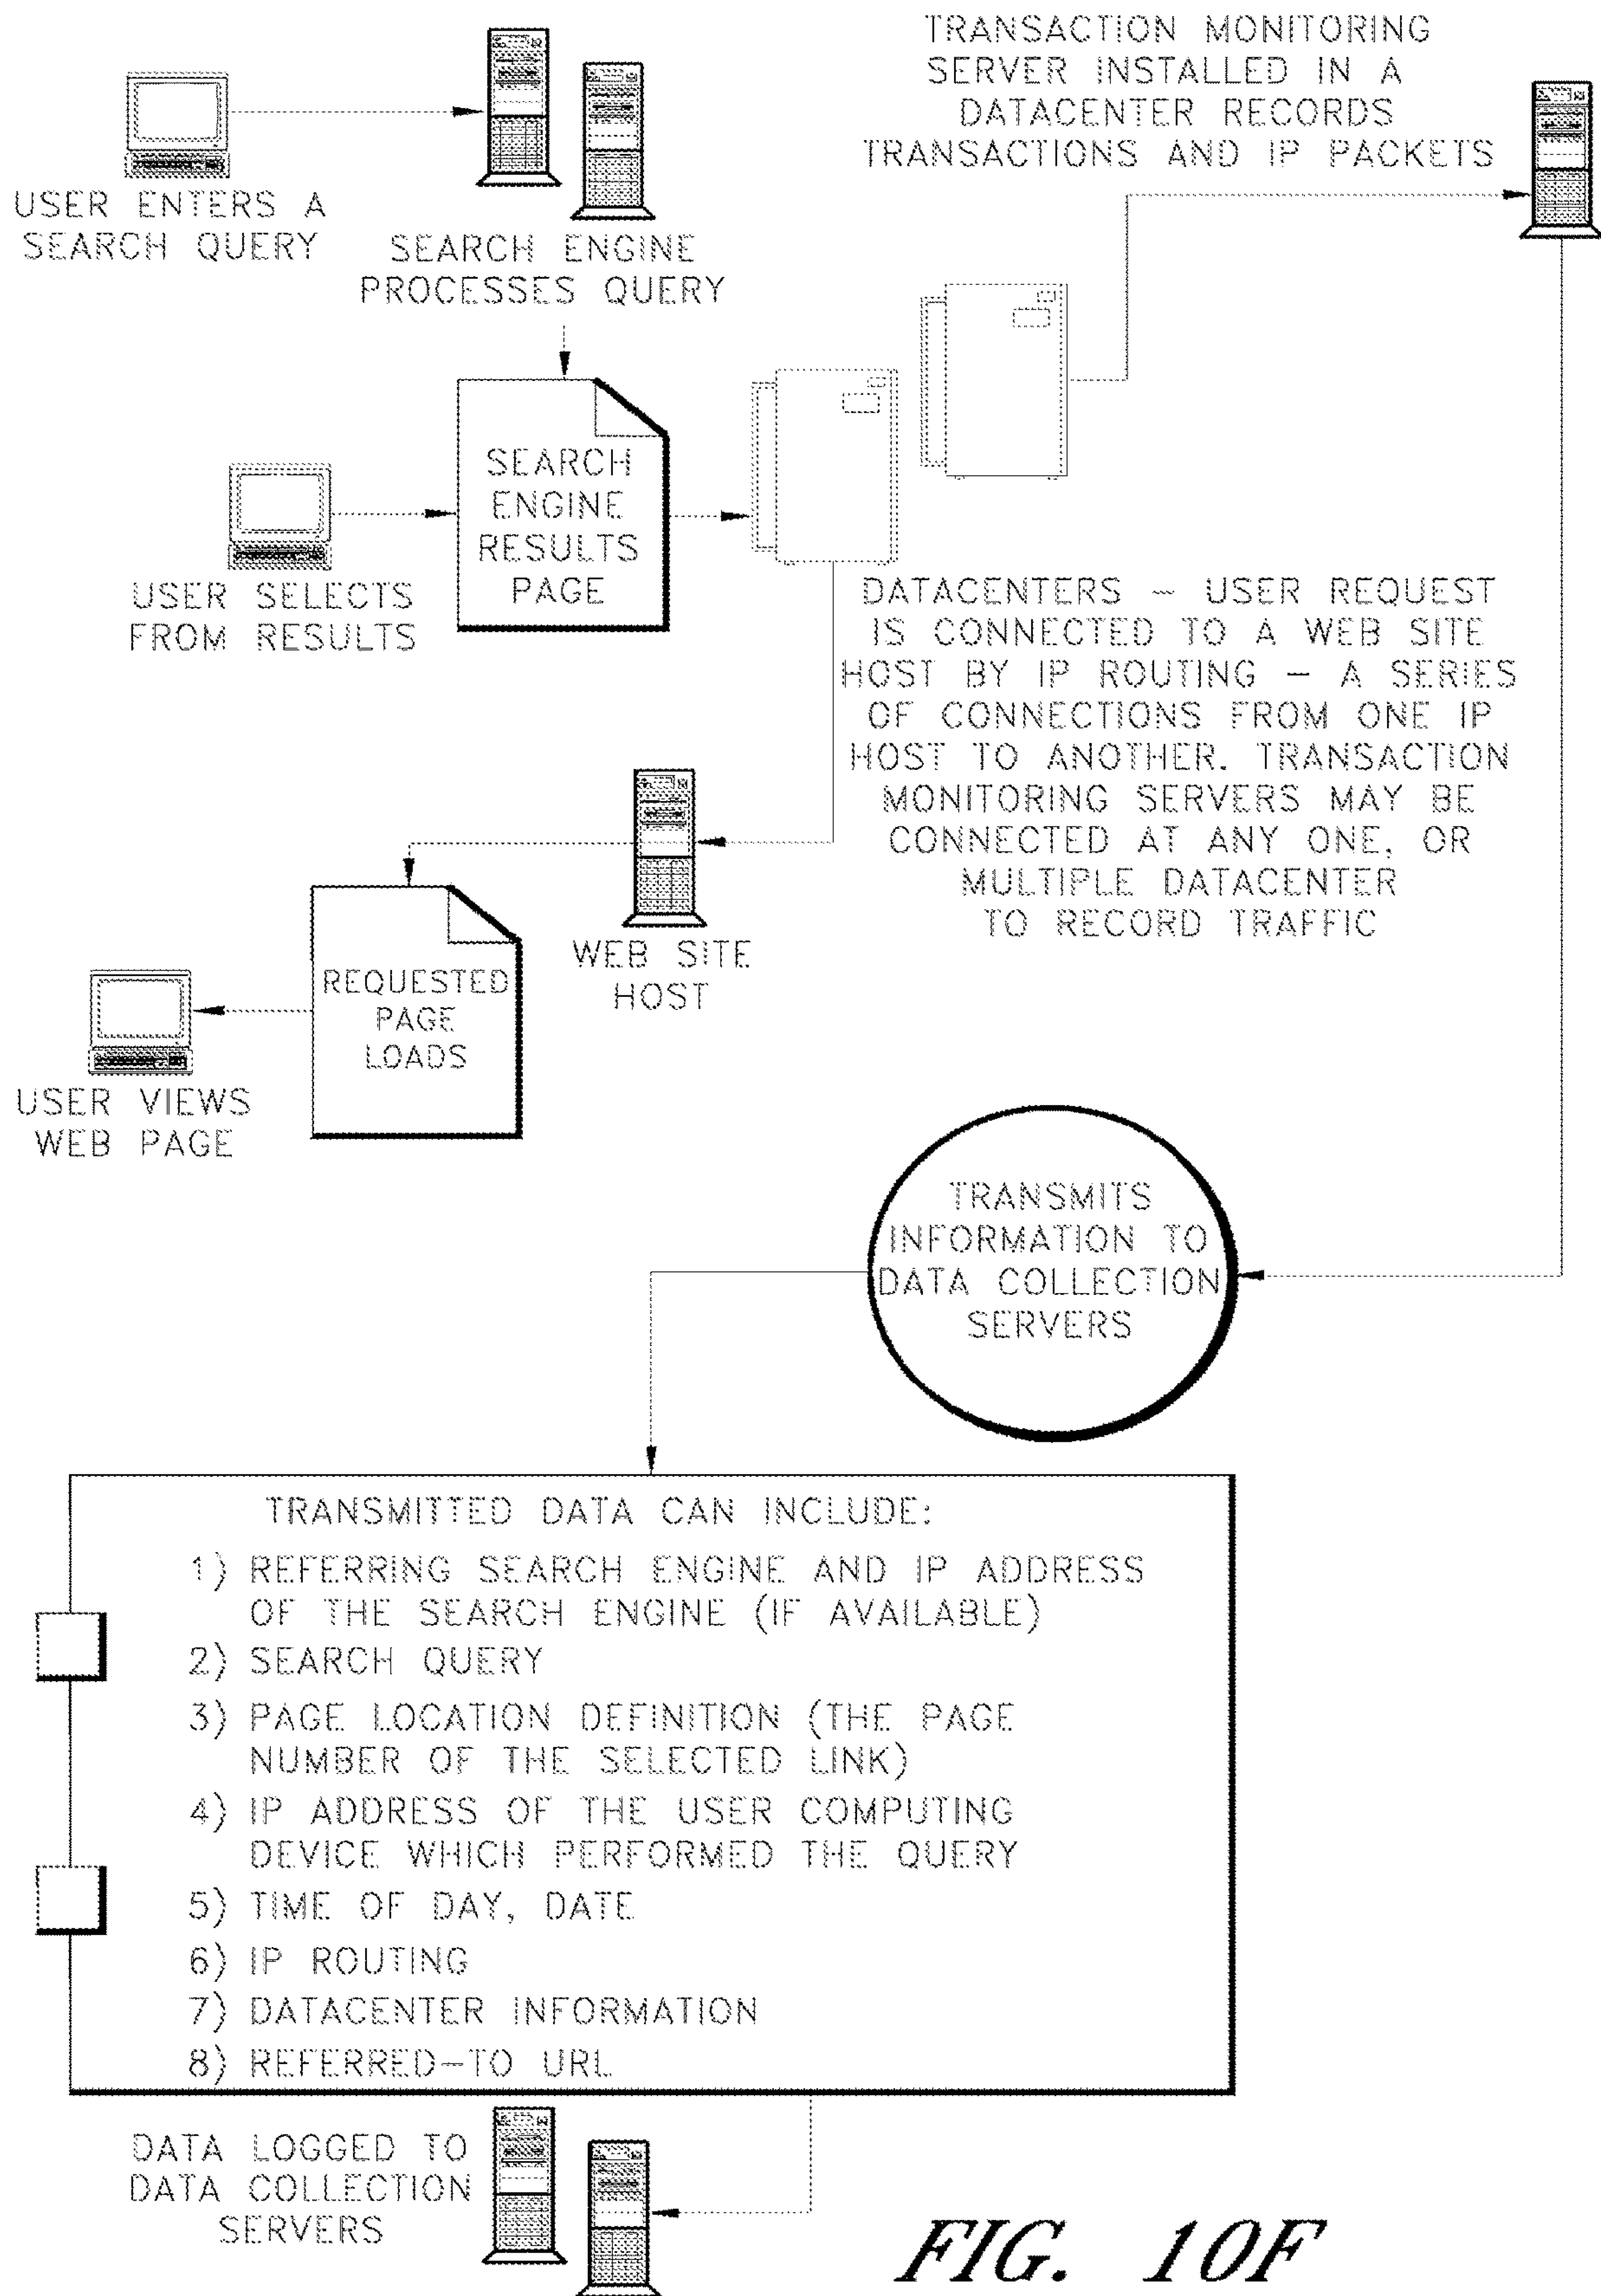 TRANSACTION MONITORING
SERVER INSTALLED IN A
DATACENTER RECORDS
TRANSACTIONS AND IP PACKETS
USER ENTERS A
SEARCH QUERY
SEARCH ENGINE
PROCESSES QUERY
SEARCH
ENGINE
RESULTS
PAGE
USER SELECTS
FROM RESULTS
DATACENTERS – USER REQUEST
IS CONNECTED TO A WEB SITE
HOST BY IP ROUTING – A SERIES
OF CONNECTIONS FROM ONE IP
HOST TO ANOTHER. TRANSACTION
MONITORING SERVERS MAY BE
CONNECTED AT ANY ONE, OR
MULTIPLE DATACENTER
TO RECORD TRAFFIC
WEB SITE
HOST
REQUESTED
PAGE
LOADS
USER VIEWS
WEB PAGE
TRANSMITS
INFORMATION TO
DATA COLLECTION
SERVERS
TRANSMITTED DATA CAN INCLUDE:
1) REFERRING SEARCH ENGINE AND IP ADDRESS
OF THE SEARCH ENGINE (IF AVAILABLE)
2) SEARCH QUERY
3) PAGE LOCATION DEFINITION (THE PAGE
NUMBER OF THE SELECTED LINK)
4) IP ADDRESS OF THE USER COMPUTING
DEVICE WHICH PERFORMED THE QUERY
5) TIME OF DAY, DATE
6) IP ROUTING
7) DATACENTER INFORMATION
8) REFERRED-TO URL
DATA LOGGED TO
DATA COLLECTION
SERVERS
FIG. 10F